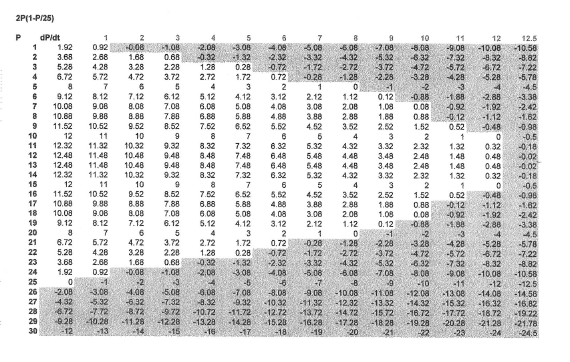 2P(1-P/25)
P dP/dt 1 2 3 4 5 6 7 8 9 10 11 12 12.5
1 1.92 0.92 -0.08 -1.08 -2.08 -3.08 -4.08 -5.08 -6.08 -7.08 -8.08 -9.08 -10.08 -10.58
2 3.68 2.68 1.68 0.68 -0.32 -1.32 -2.32 -3.32 -4.32 -5.32 -6.32 -7.32 -8.32 -8.82
3 5.28 4.28 3.28 2.28 1.28 0.28 -0.72 -1.72 -2.72 -3.72 -4.72 -5.72 -6.72 -7.22
4 6.72 5.72 4.72 3.72 2.72 1.72 0.72 -0.28 -1.28 -2.28 -3.28 -4.28 -5.28 -5.78
5 8 7 6 5 4 3 2 1 0 -1 -2 -3 -4 -4.5
6 9.12 8.12 7.12 6.12 5.12 4.12 3.12 2.12 1.12 0.12 -0.88 -1.88 -2.88 -3.38
7 10.08 9.08 8.08 7.08 6.08 5.08 4.08 3.08 2.08 1.08 0.08 -0.92 -1.92 -2.42
8 10.88 9.88 8.88 7.88 6.88 5.88 4.88 3.88 2.88 1.88 0.88 -0.12 -1.12 -1.62
9 11.52 10.52 9.52 8.52 7.52 6.52 5.52 4.52 3.52 2.52 1.52 0.52 -0.48 -0.98
10 12 11 10 9 8 7 6 5 4 3 2 1 0 -0.5
11 12.32 11.32 10.32 9.32 8.32 7.32 6.32 5.32 4.32 3.32 2.32 1.32 0.32 -0.18
12 12.48 11.48 10.48 9.48 8.48 7.48 6.48 5.48 4.48 3.48 2.48 1.48 0.48 -0.02
13 12.48 11.48 10.48 9.48 8.48 7.48 6.48 5.48 4.48 3.48 2.48 1.48 0.48 -0.02
14 12.32 11.32 10.32 9.32 8.32 7.32 6.32 5.32 4.32 3.32 2.32 1.32 0.32 -0.18
15 12 11 10 9 8 7 6 5 4 3 2 1 0 -0.5
16 11.52 10.52 9.52 8.52 7.52 6.52 5.52 4.52 3.52 2.52 1.52 0.52 -0.48 -0.98
17 10.88 9.88 8.88 7.88 6.88 5.88 4.88 3.88 2.88 1.88 0.88 -0.12 -1.12 -1.62
18 10.08 9.08 8.08 7.08 6.08 5.08 4.08 3.08 2.08 1.08 0.08 -0.92 -1.92 -2.42
19 9.12 8.12 7.12 6.12 5.12 4.12 3.12 2.12 1.12 0.12 -0.88 -1.88 -2.88 -3.38
20 8 7 6 5 4 3 2 1 0 -1 -2 -3 -4 -4.5
21 6.72 5.72 4.72 3.72 2.72 1.72 0.72 -0.28 -1.28 -2.28 -3.28 -4.28 -5.28 -5.78
22 5.28 4.28 3.28 2.28 1.28 0.28 -0.72 -1.72 -2.72 -3.72 -4.72 -5.72 -6.72 -7.22
23 3.68 2.68 1.68 0.68 -0.32 -1.32 -2.32 -3.32 -4.32 -5.32 -6.32 -7.32 -8.32 -8.82
24 1.92 0.92 -0.08 -1.08 -2.08 -3.08 -4.08 -5.08 -6.08 -7.08 -8.08 -9.08 -10.08 -10.58
25 0 -1 -2 -3 -4 -5 -6 -7 -8 -9 -10 -11 -12 -12.5
26 -2.08 -3.08 -4.08 -5.08 -6.08 -7.08 -8.08 -9.08 -10.08 -11.08 -12.08 -13.08 -14.08 -14.58
27 -4.32 -5.32 -6.32 -7.32 -8.32 -9.32 -10.32 -11.32 -12.32 -13.32 -14.32 -15.32 -16.32 -16.82
28 -6.72 -7.72 -8.72 -9.72 -10.72 -11.72 -12.72 -13.72 -14.72 -15.72 -16.72 -17.72 -18.72 -19.22
29 -9.28 -10.28 -11.28 -12.28 -13.28 -14.28 -15.28 -16.28 -17.28 -18.28 -19.28 -20.28 -21.28 -21.78
30 -12 -13 -14 -15 -16 -17 -18 -19 -20 -21 -22 -23 -24 -24.5